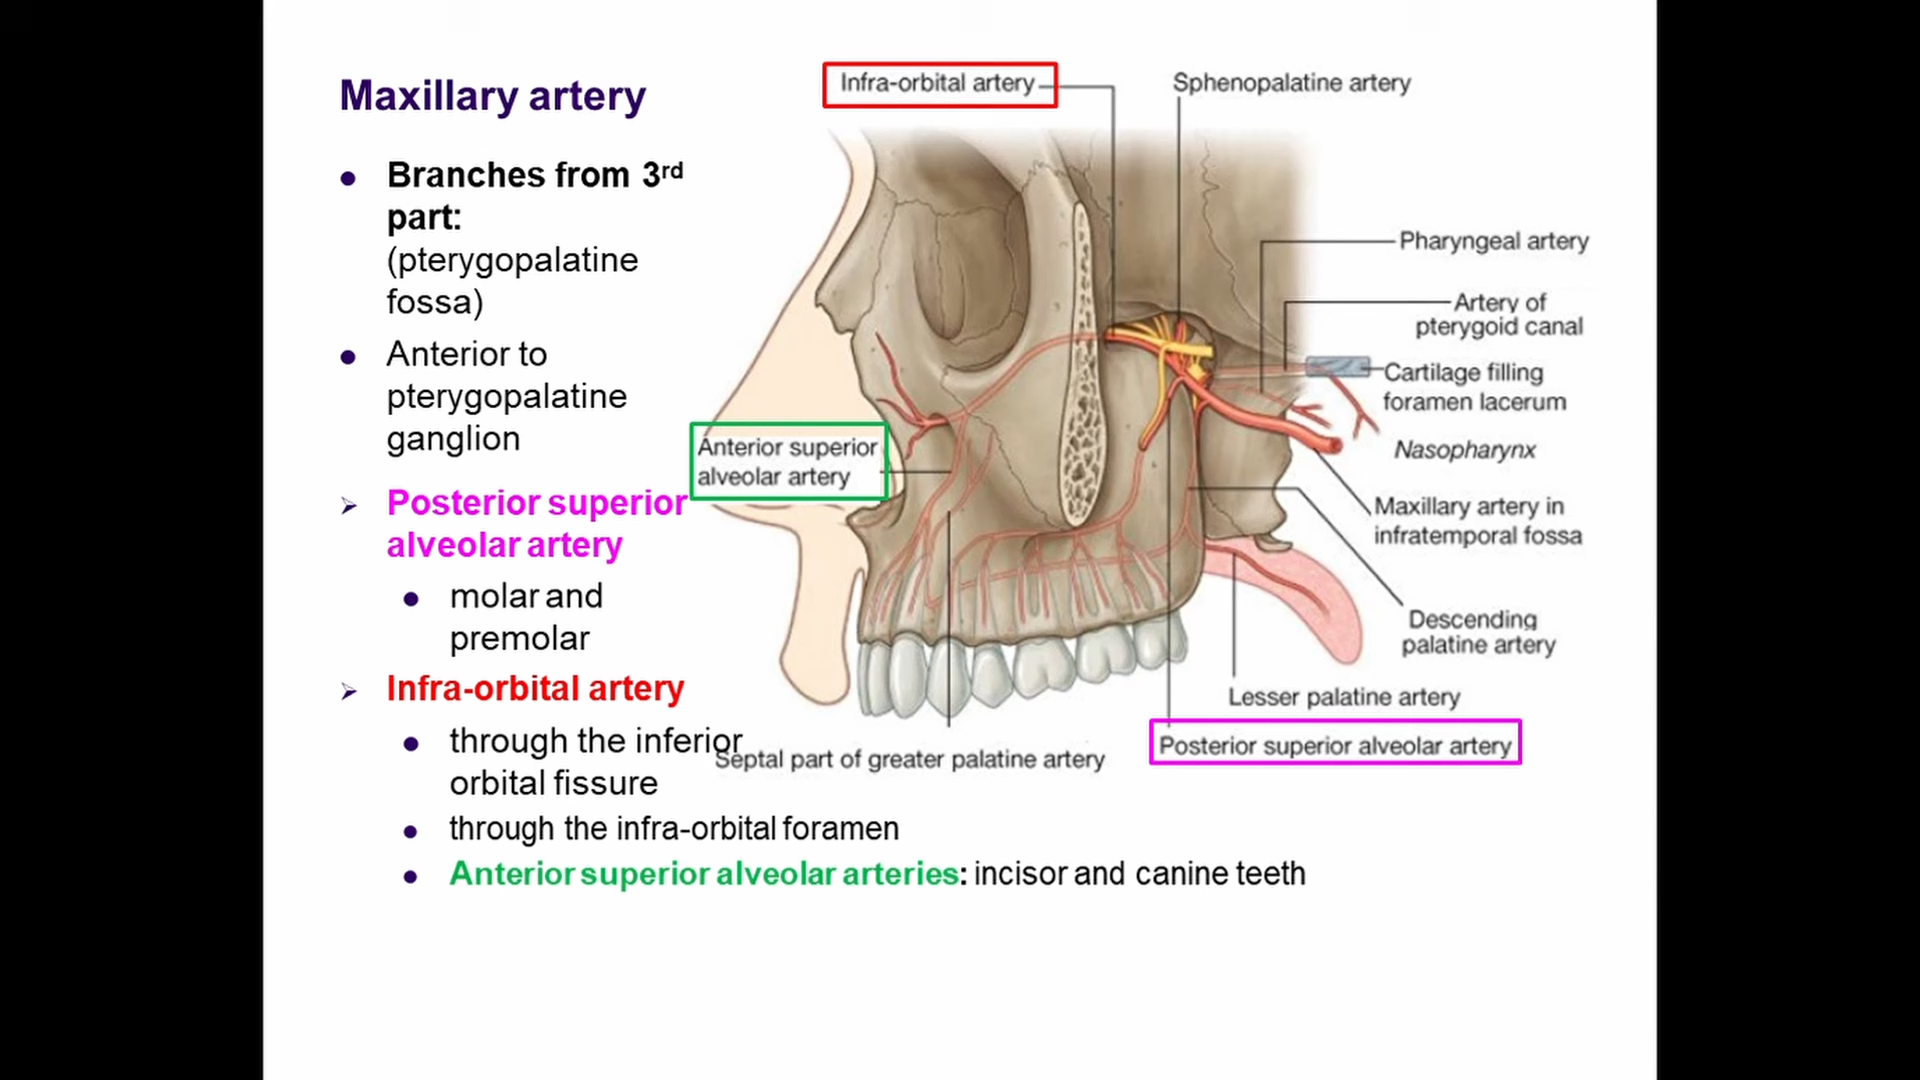 Maxillary artery
● Branches from 3rd
part:
(pterygopalatine
fossa)
● Anterior to
pterygopalatine
ganglion
➢ Posterior superior
alveolar artery
● molar and
premolar
➢ Infra-orbital artery
● through the inferior
orbital fissure
● through the infra-orbital foramen
● Anterior superior alveolar arteries: incisor and canine teeth
Infra-orbital artery
Sphenopalatine artery
Pharyngeal artery
Artery of
pterygoid canal
Cartilage filling
foramen lacerum
Nasopharynx
Maxillary artery in
infratemporal fossa
Descending
palatine artery
Lesser palatine artery
Posterior superior alveolar artery
Septal part of greater palatine artery
Anterior superior
alveolar artery